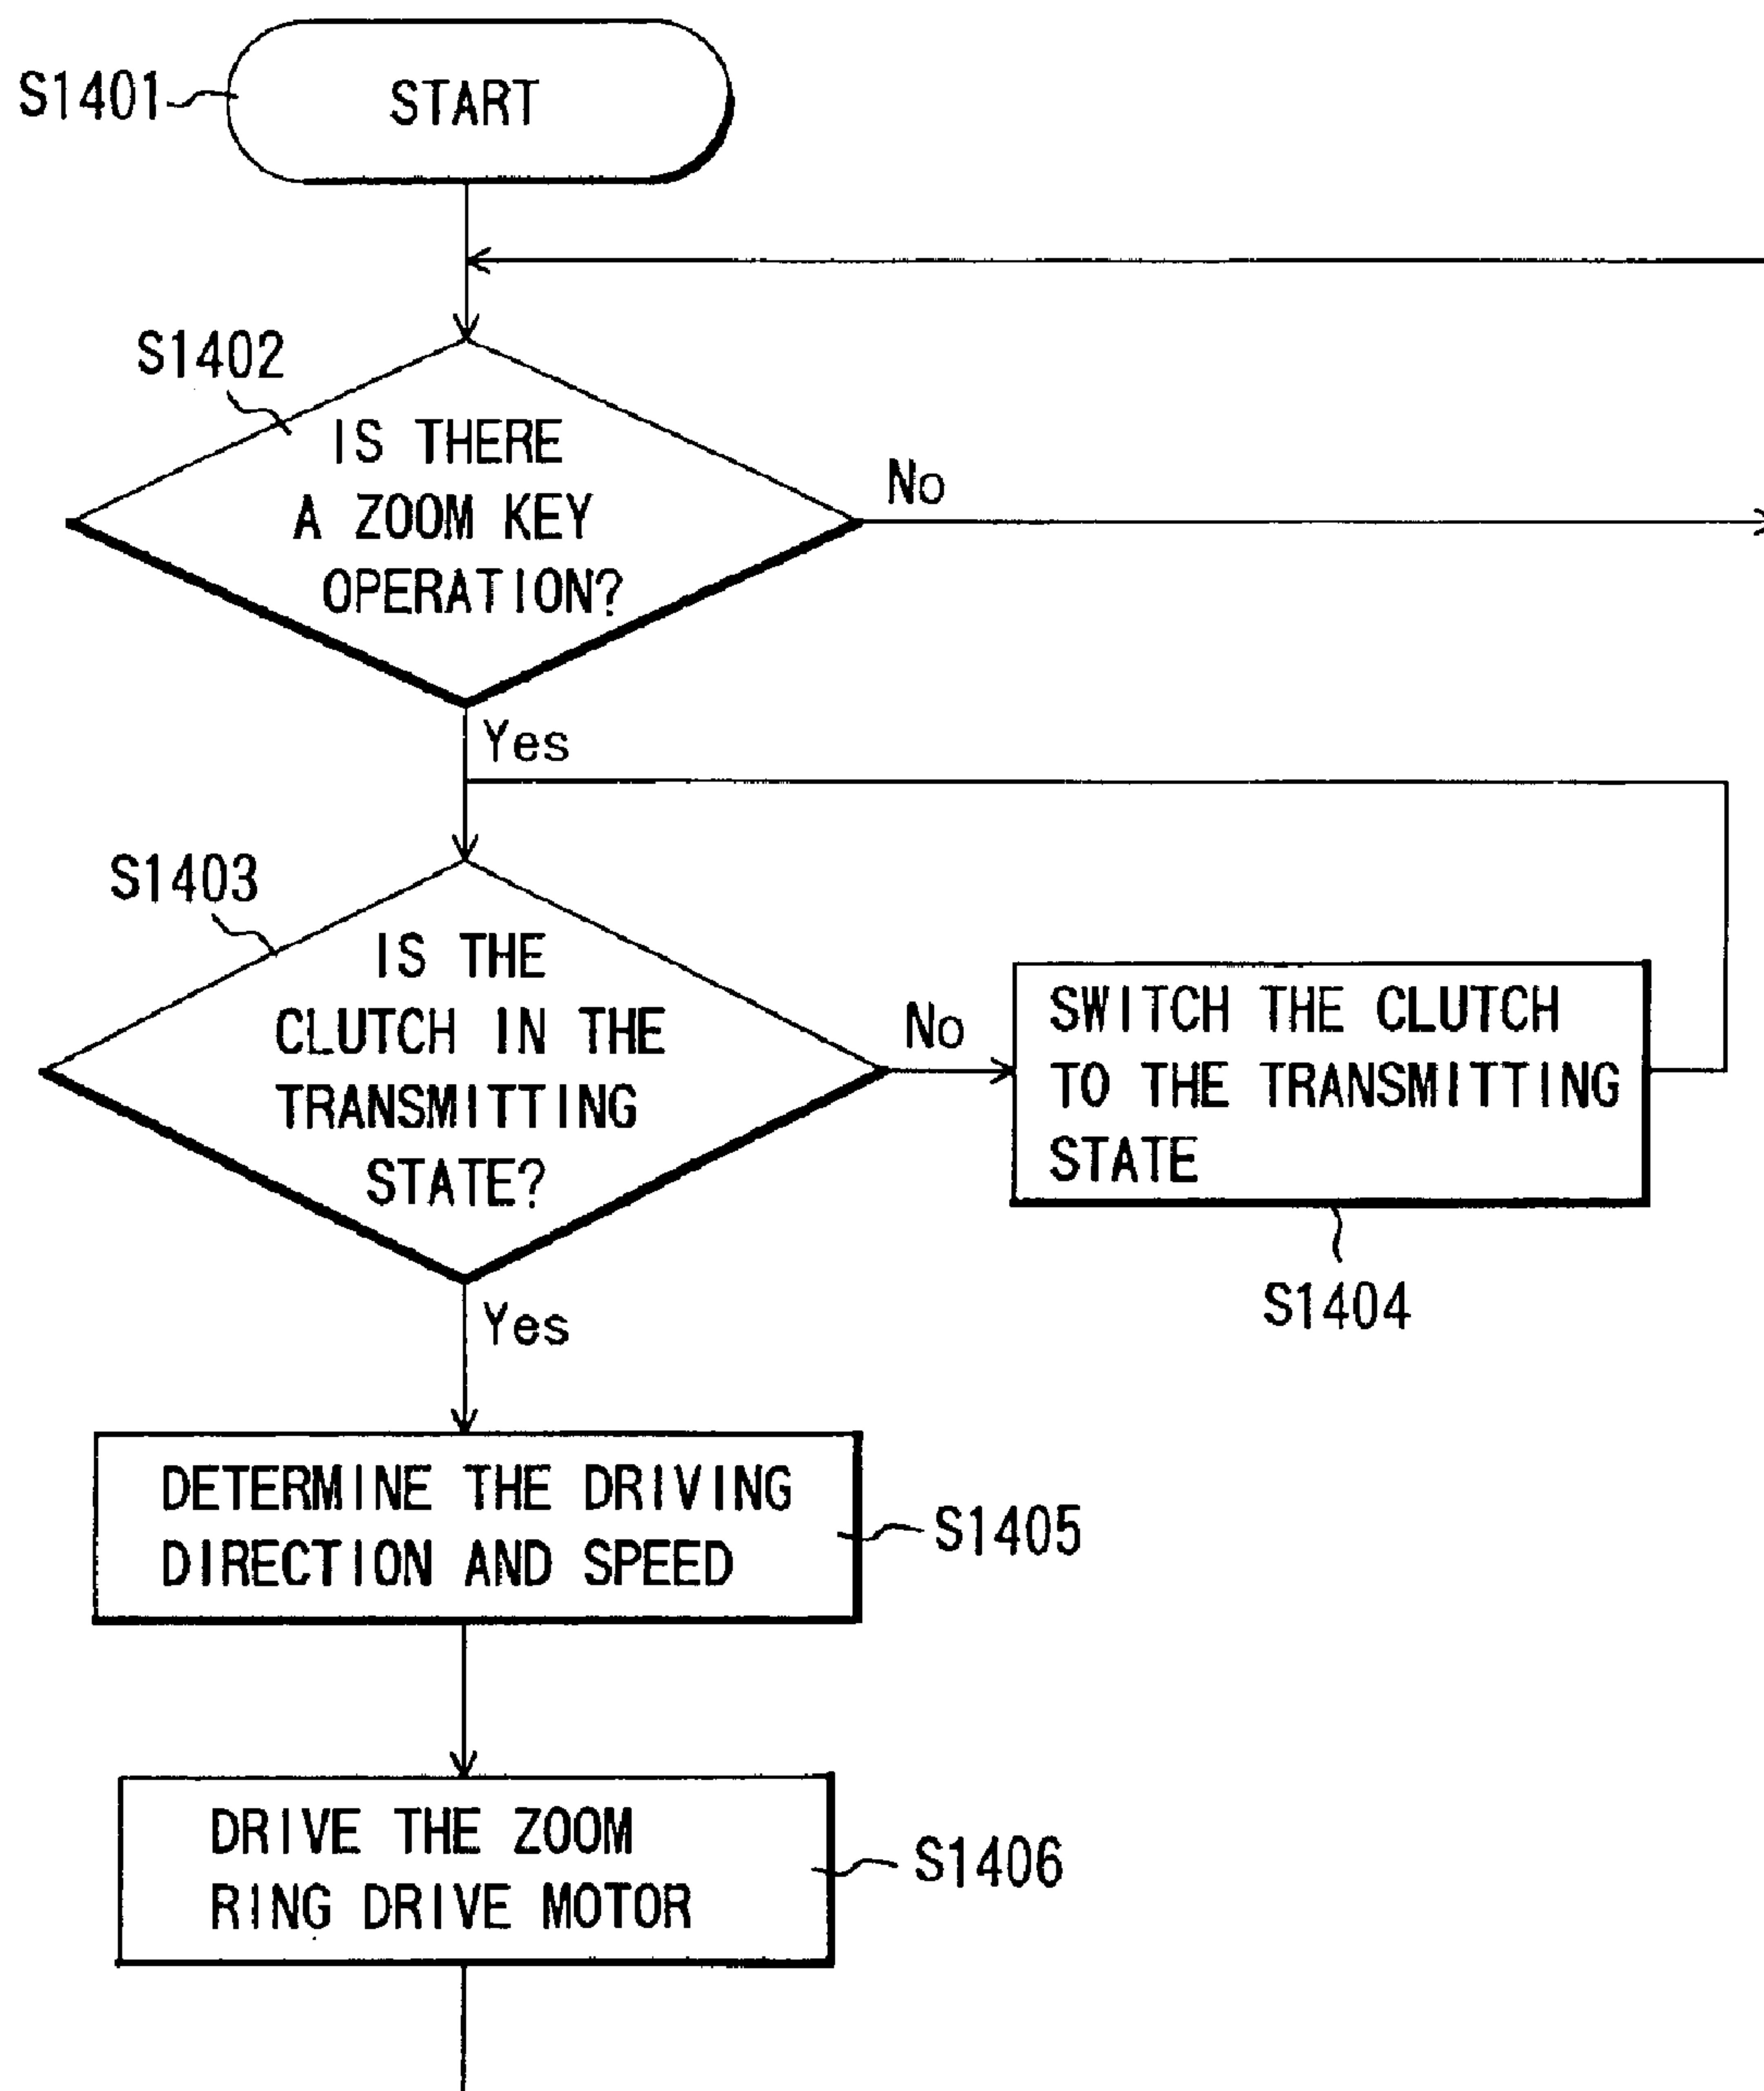 S1401
START
S1402
IS THERE
A ZOOM KEY
OPERATION?
No
Yes
S1403
IS THE
CLUTCH IN THE
TRANSMITTING
STATE?
No
SWITCH THE CLUTCH
TO THE TRANSMITTING
STATE
S1404
Yes
DETERMINE THE DRIVING
DIRECTION AND SPEED
S1405
DRIVE THE ZOOM
RING DRIVE MOTOR
S1406